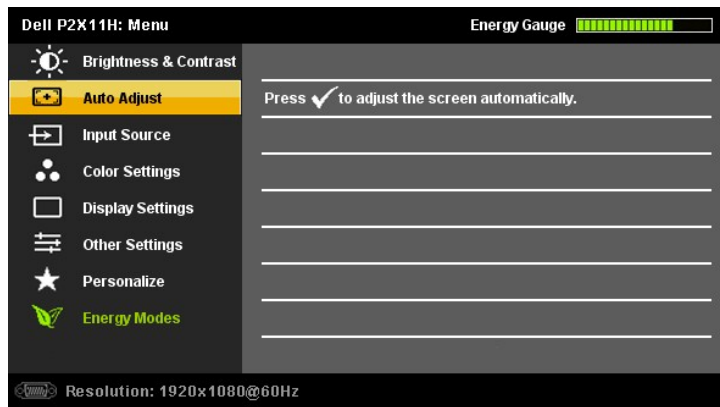 Dell P2X11H: Menu
Energy Gauge
Brightness & Contrast
Auto Adjust
Press ✓ to adjust the screen automatically.
Input Source
Color Settings
Display Settings
Other Settings
Personalize
Energy Modes
Resolution: 1920x1080@60Hz